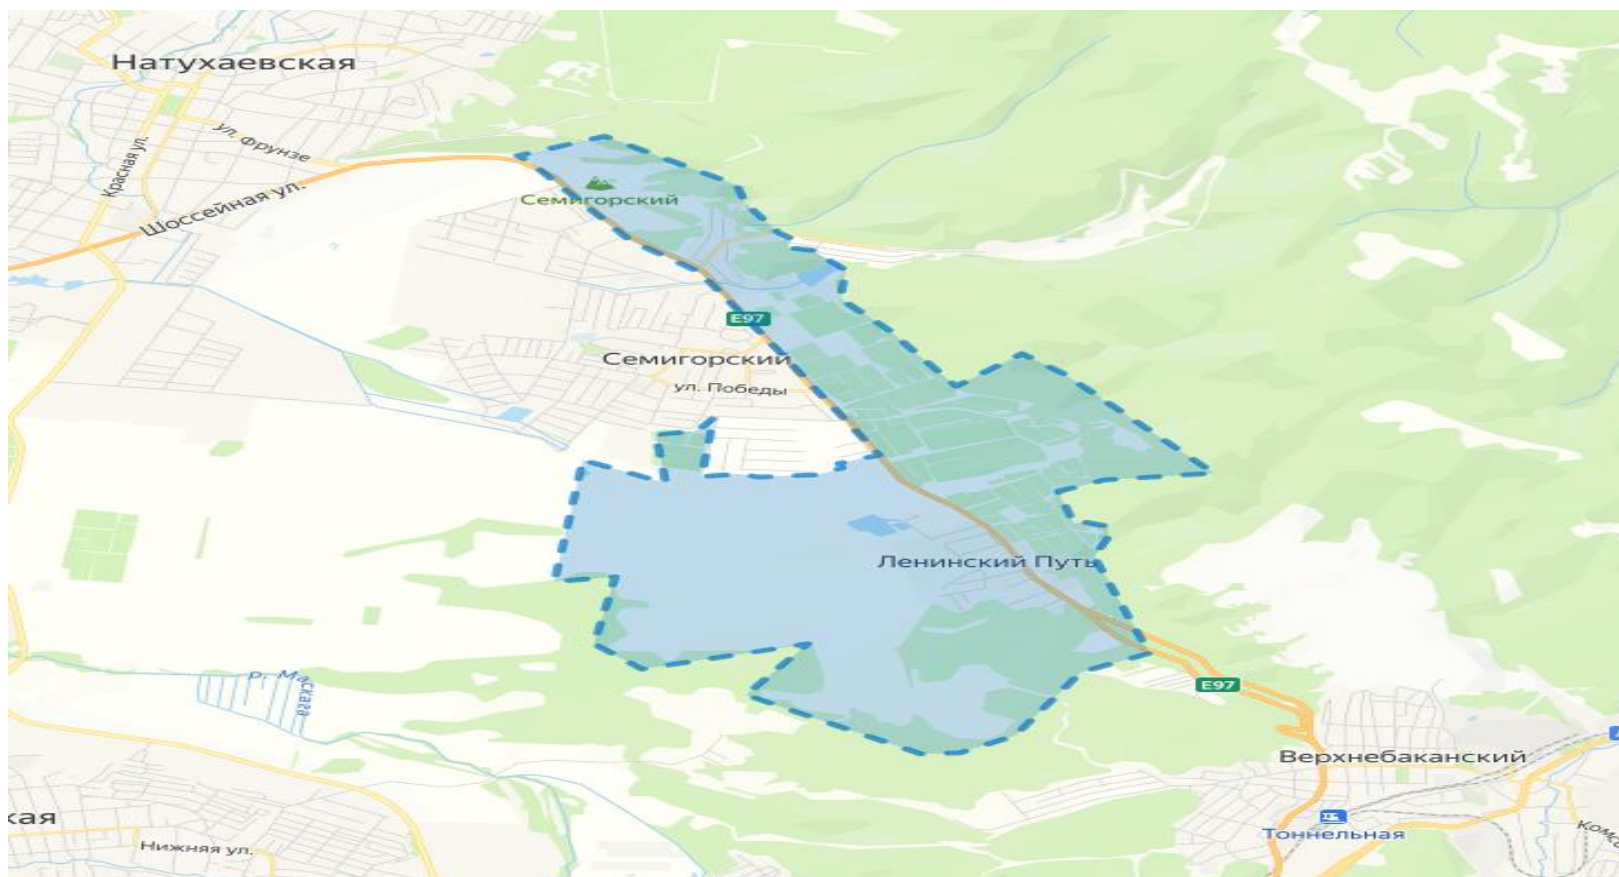 Натухаевская
ул. Фрунзе
Красная ул.
Шоссейная ул.
Семигорский
E97
Семигорский
ул. Победы
Ленинский Путь
р. Маскага
E97
Верхнебаканский
кая
Тоннельная
Нижняя ул.